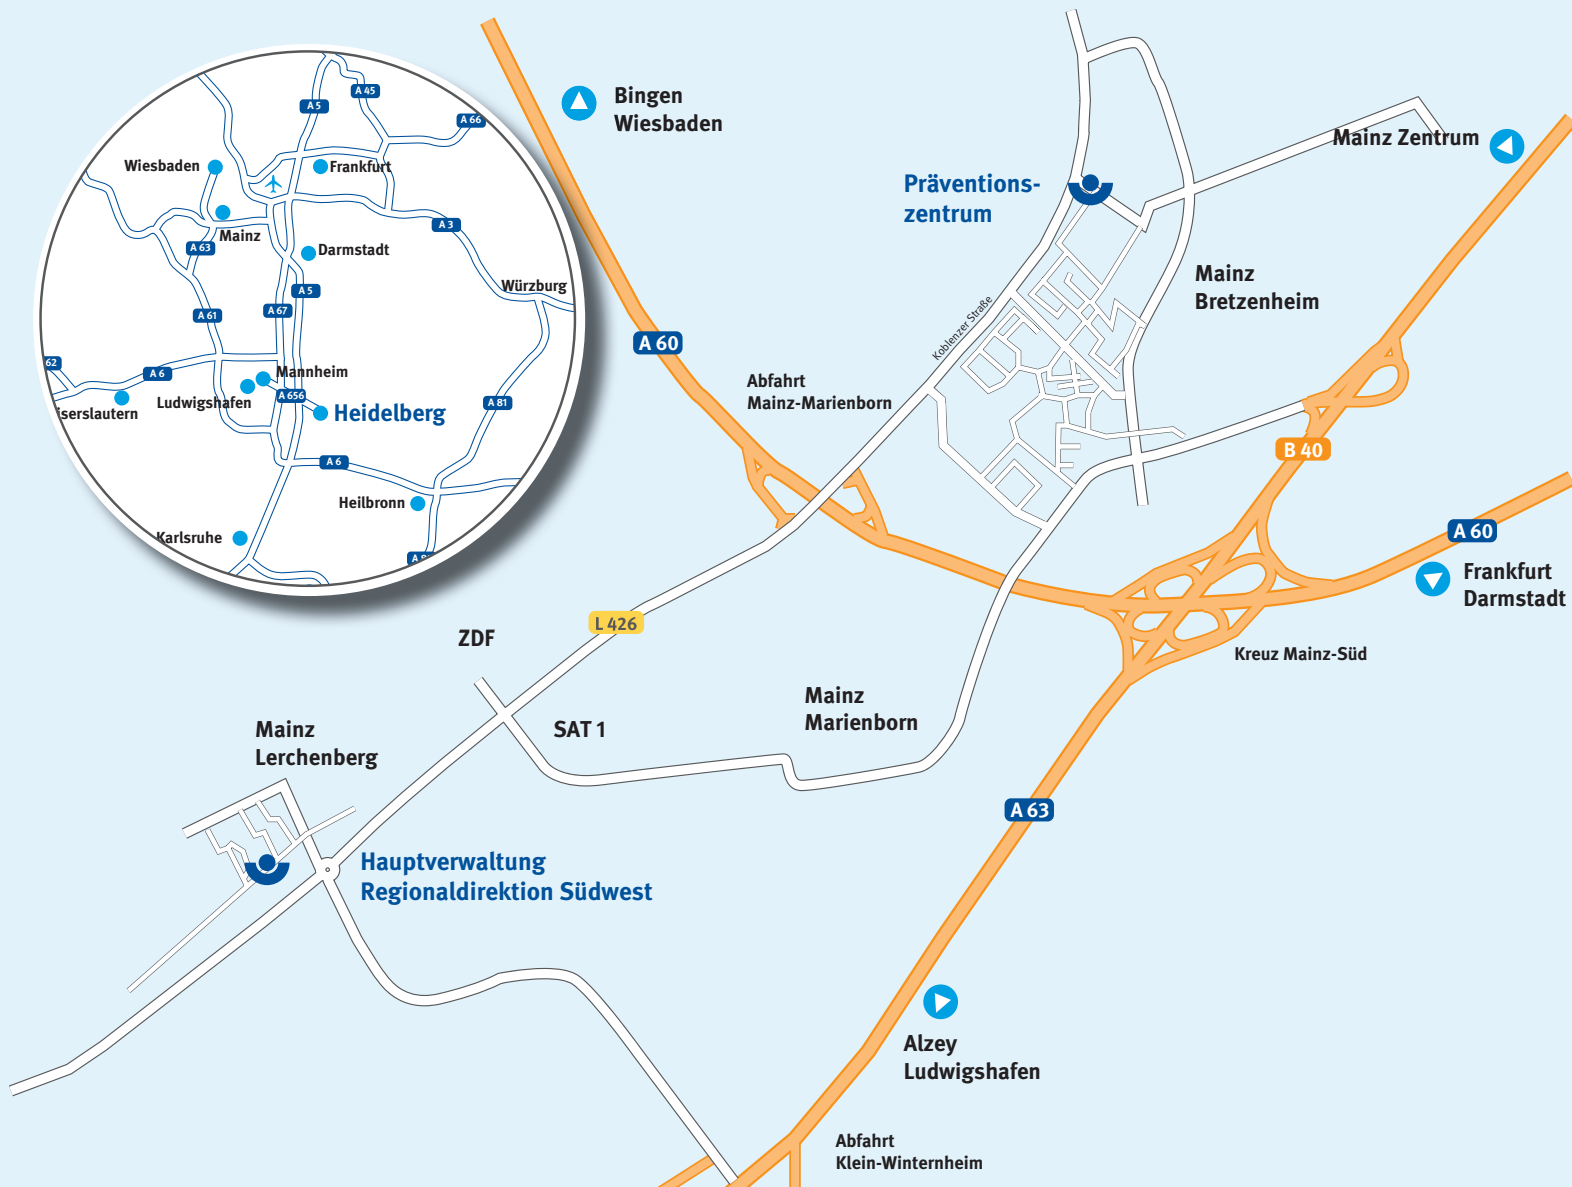 Bingen
Wiesbaden
A 45
A 5
A 66
Wiesbaden
Frankfurt
Mainz
A 3
A 63
Darmstadt
A 5
Würzburg
A 67
A 61
62
A 6
Mannheim
Ludwigshafen
A 656
serslautern
Heidelberg
A 81
A 6
Heilbronn
Karlsruhe
Mainz Zentrum
Präventions-
zentrum
Mainz
Bretzenheim
Koblenzer Straße
A 60
Abfahrt
Mainz-Marienborn
B 40
A 60
Frankfurt
Darmstadt
Kreuz Mainz-Süd
L 426
ZDF
SAT 1
Mainz
Marienborn
Mainz
Lerchenberg
A 63
Hauptverwaltung
Regionaldirektion Südwest
Alzey
Ludwigshafen
Abfahrt
Klein-Winternheim